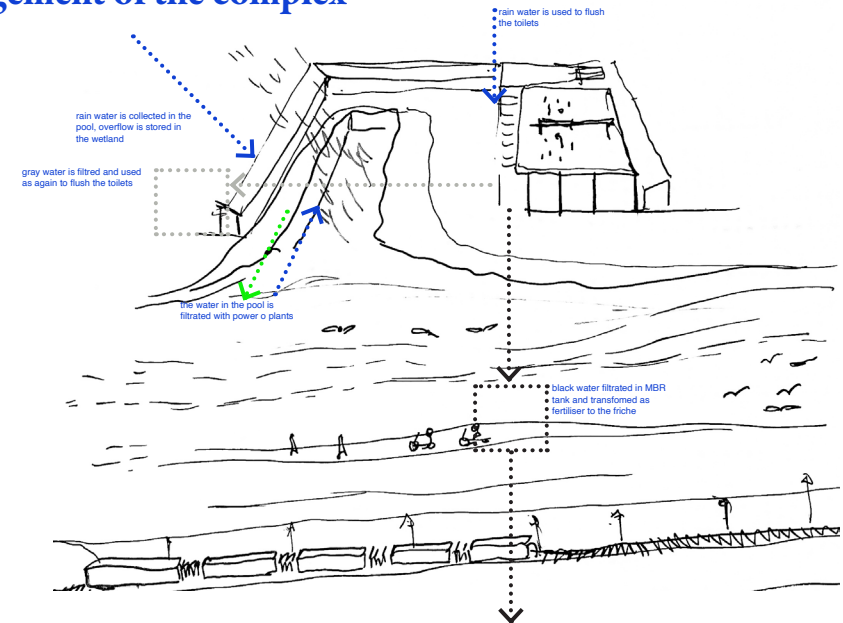 gement of the complex
rain water is used to flush
the toilets
rain water is collected in the
pool, overflow is stored in
the wetland
gray water is filtred and used
as again to flush the toilets
the water in the pool is
filtrated with power o plants
black water filtrated in MBR
tank and transfomed as
fertiliser to the friche